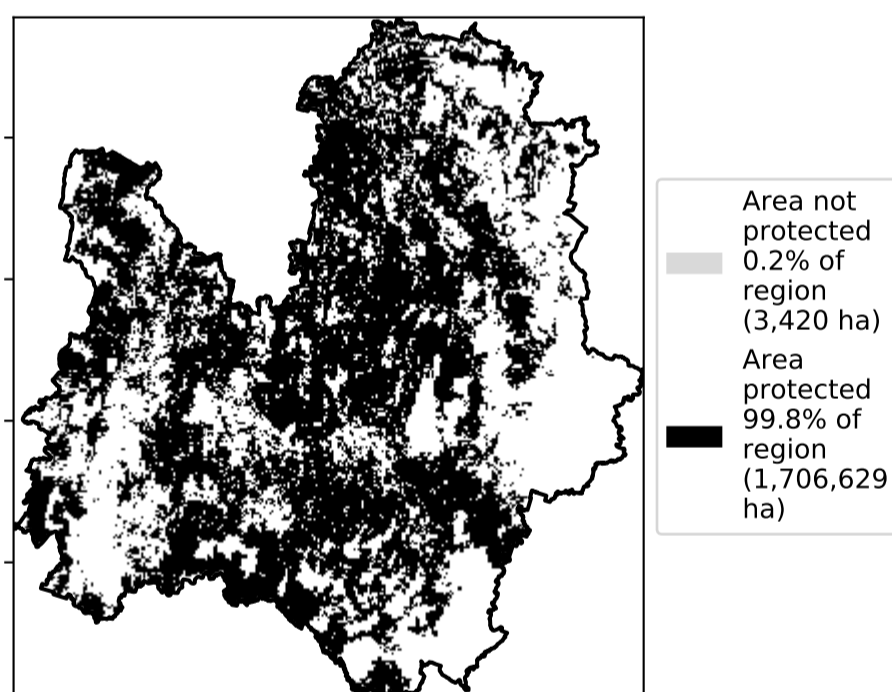 Area not
protected
0.2% of
region
(3,420 ha)
Area
protected
99.8% of
region
(1,706,629
ha)